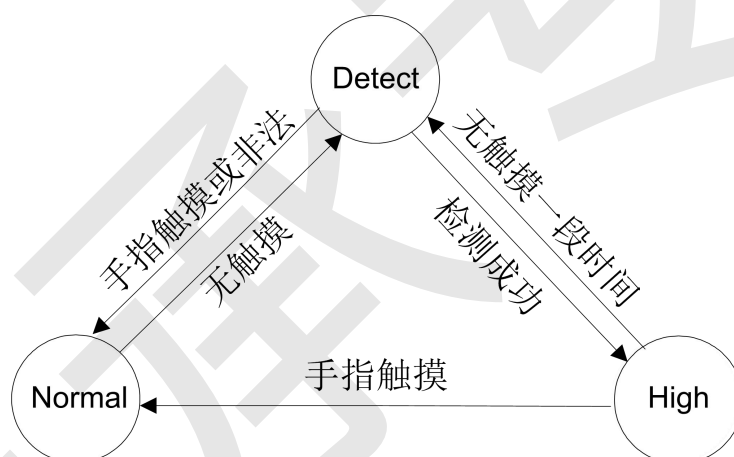 Detect
手指触摸或非法
无触摸
无触摸一段时间
检测成功
Normal
手指触摸
High